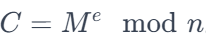 C = M^e mod n